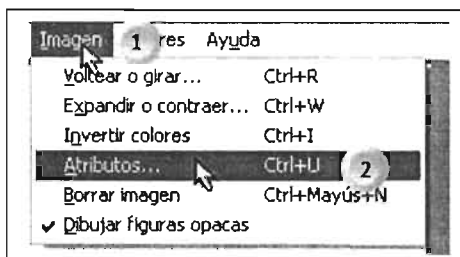 Imagen 1 res Ayuda
Voltear o girar... Ctrl+R
Expandir o contraer... Ctrl+W
Invertir colores Ctrl+I
Atributos... Ctrl+U 2
Borrar imagen Ctrl+Mayús+N
✔ Dibujar figuras opacas